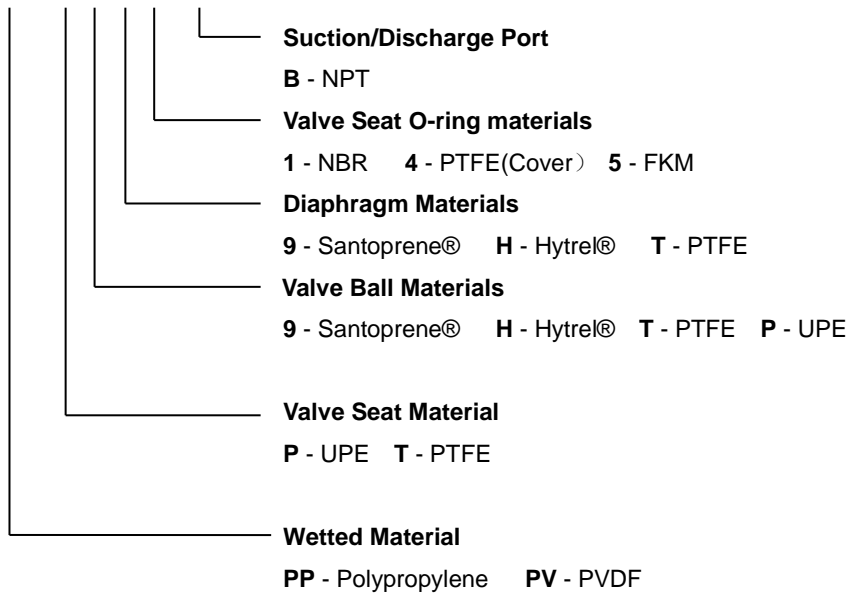 Suction/Discharge Port
B - NPT
Valve Seat O-ring materials
1 - NBR 4 - PTFE(Cover） 5 - FKM
Diaphragm Materials
9 - Santoprene® H - Hytrel® T - PTFE
Valve Ball Materials
9 - Santoprene® H - Hytrel® T - PTFE P - UPE
Valve Seat Material
P - UPE T - PTFE
Wetted Material
PP - Polypropylene PV - PVDF